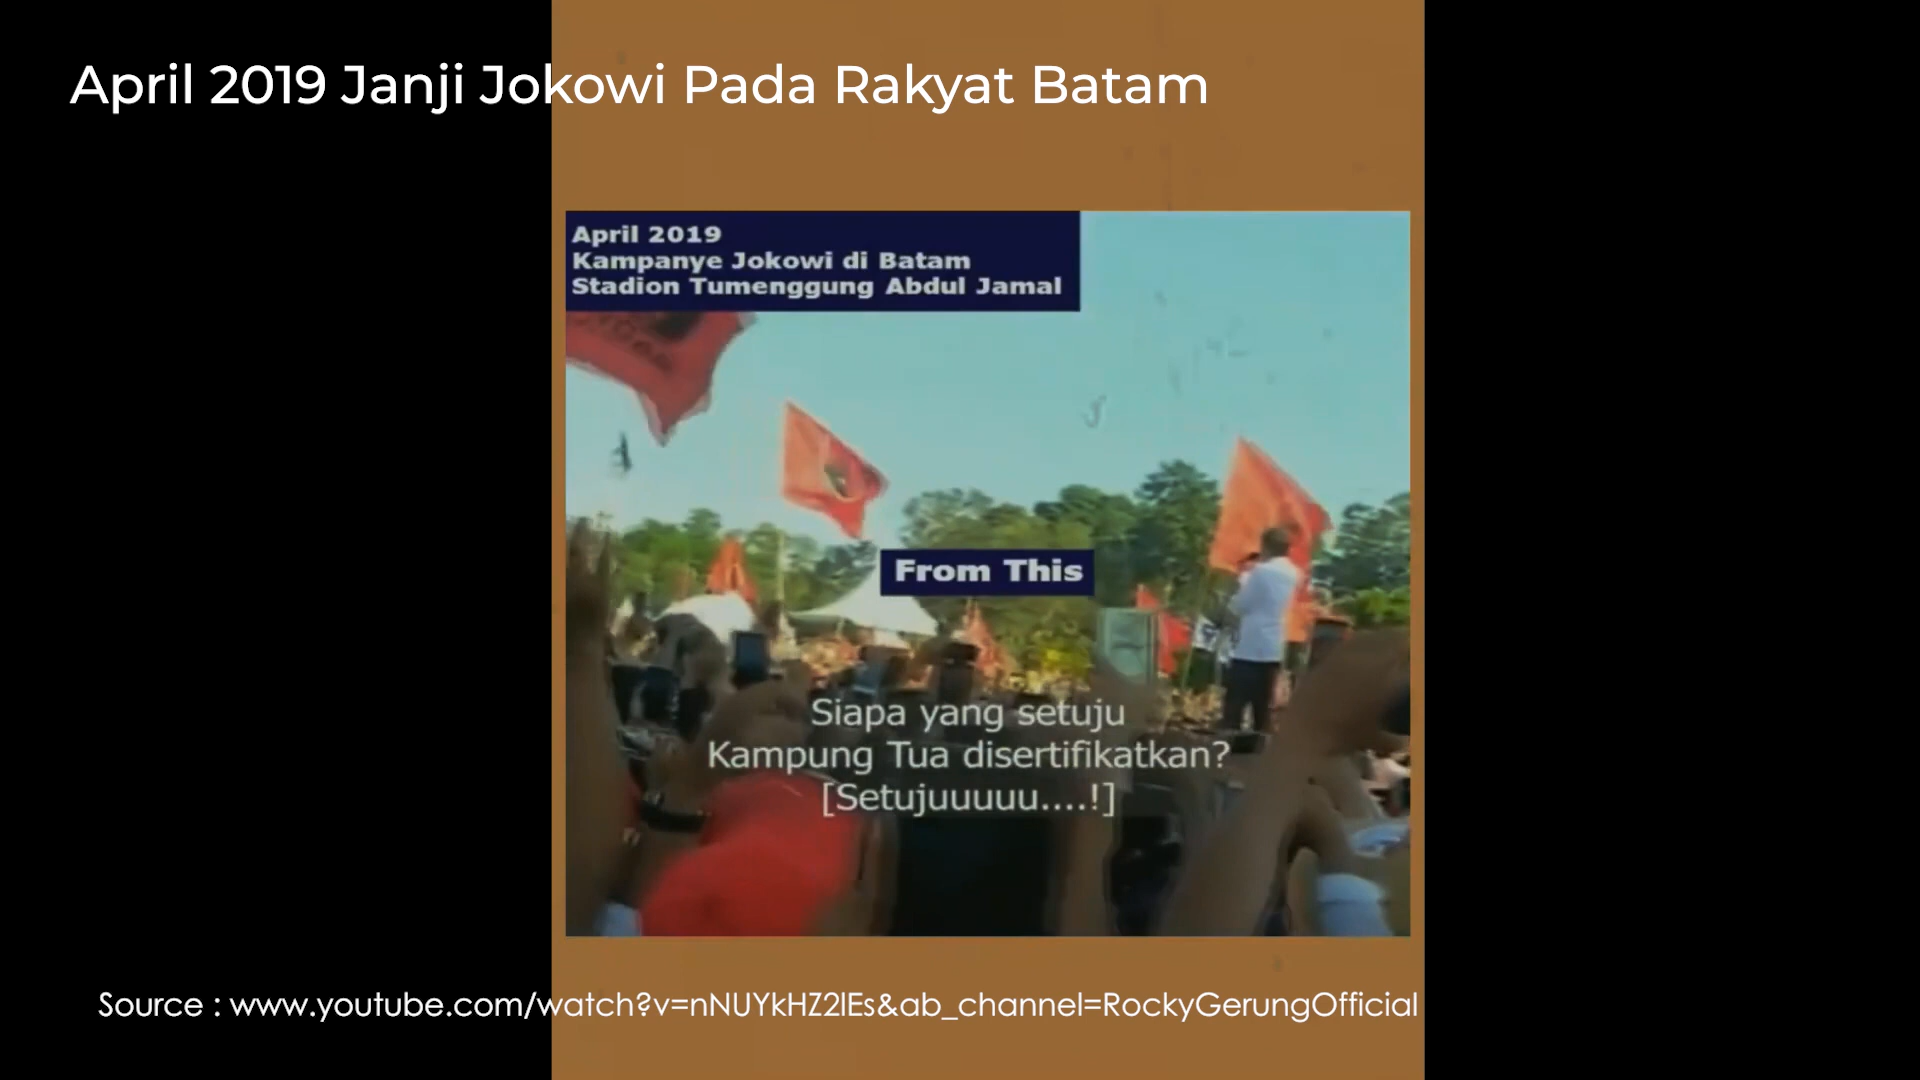 April 2019 Janji Jokowi Pada Rakyat Batam
April 2019
Kampanye Jokowi di Batam
Stadion Tumenggung Abdul Jamal
From This
Siapa yang setuju
Kampung Tua disertifikatkan?
[Setujuuuuu....!]
Source : www.youtube.com/watch?v=nNUYkHZ2lEs&ab_channel=RockyGerungOfficial